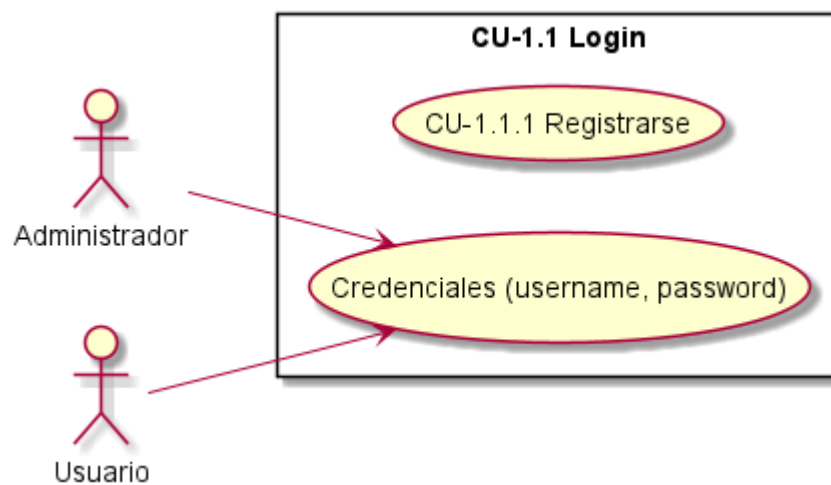 CU-1.1 Login
CU-1.1.1 Registrarse
Administrador
Credenciales (username, password)
Usuario